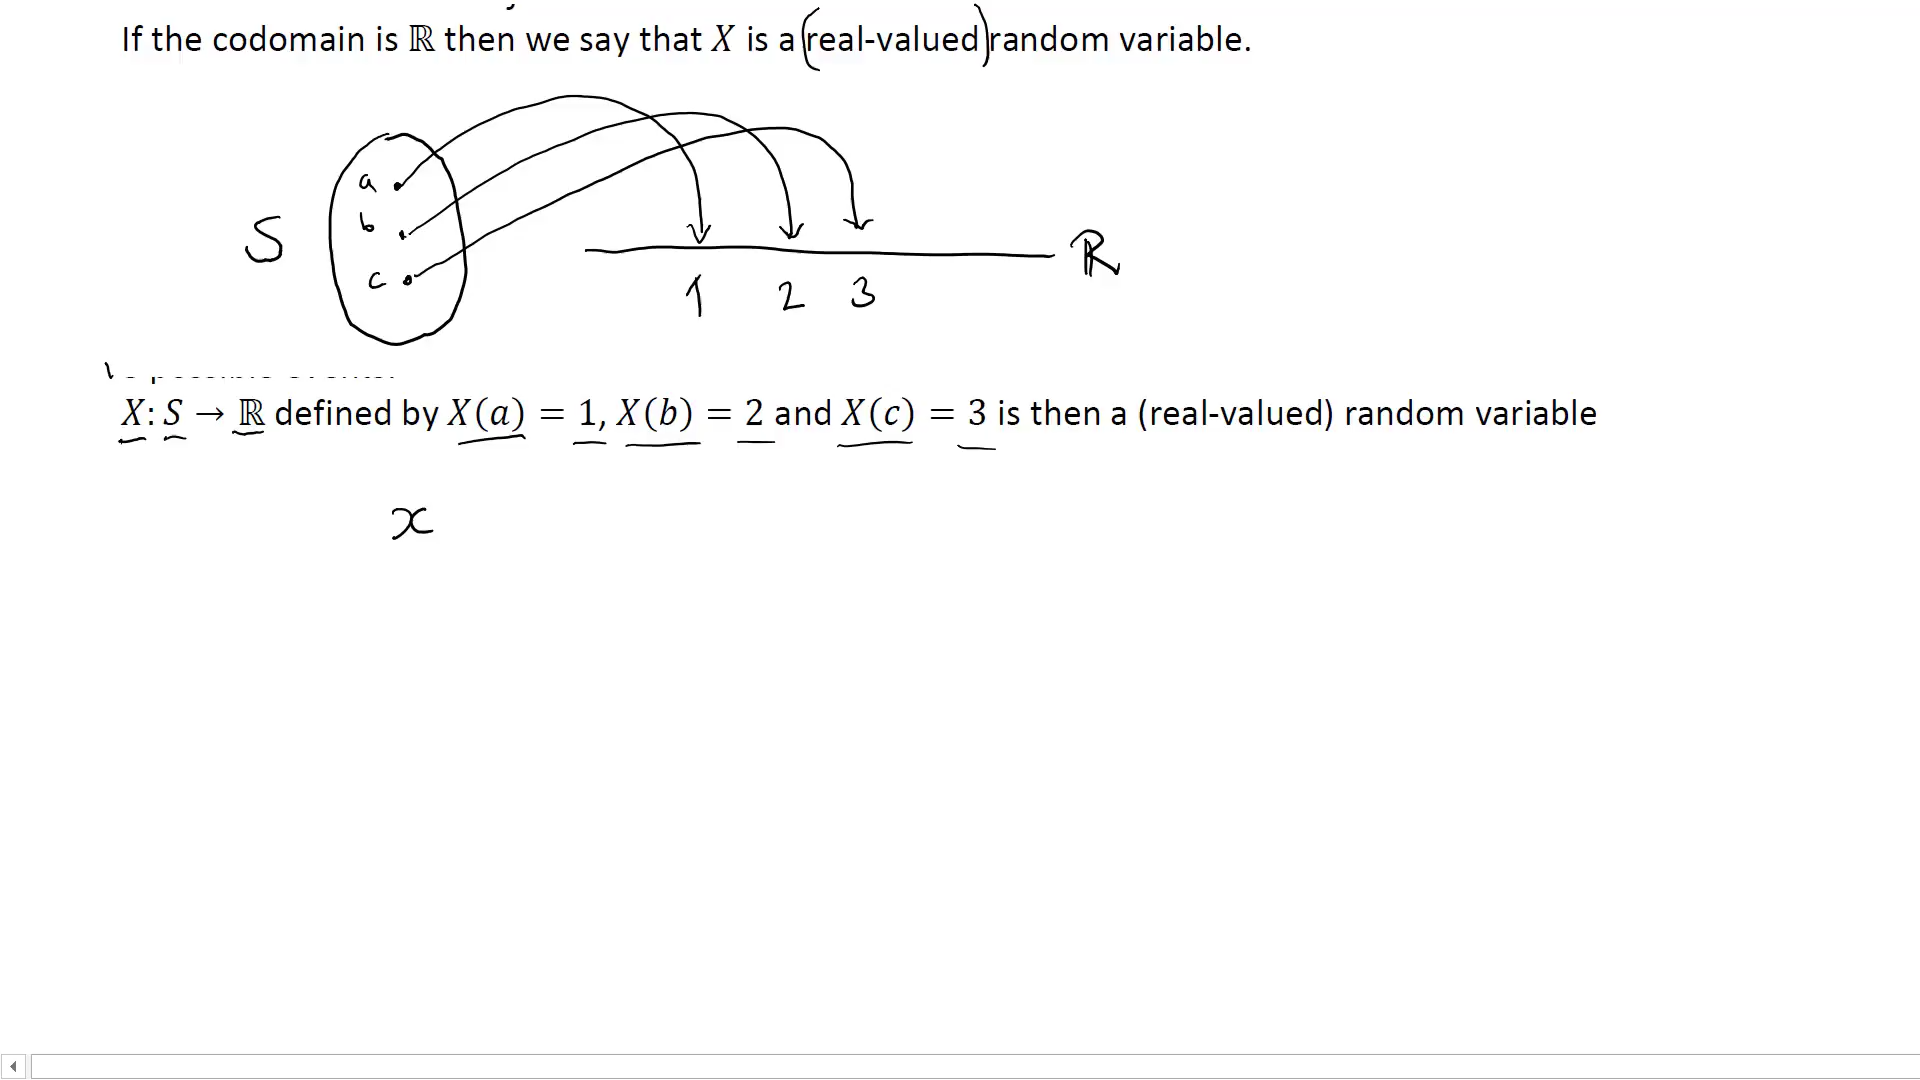 If the codomain is ℝ then we say that X is a (real-valued) random variable.
a
b
S
c
ℝ
1 2 3
X: S → ℝ defined by X(a) = 1, X(b) = 2 and X(c) = 3 is then a (real-valued) random variable
x